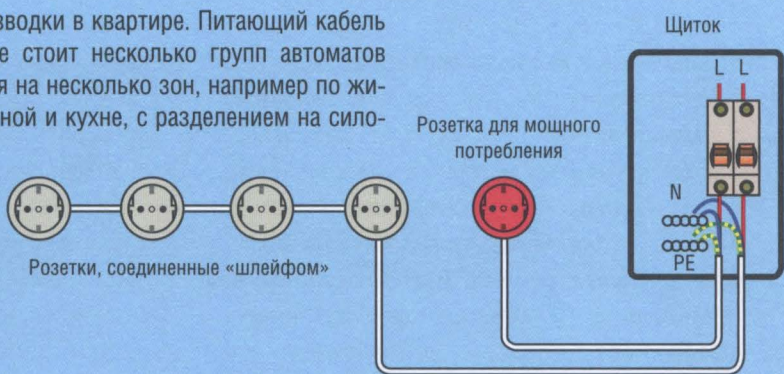 зводки в квартире. Питающий кабель
е стоит несколько групп автоматов
я на несколько зон, например по жи-
ной и кухне, с разделением на сило-
Щиток
L L
Розетка для мощного
потребления
N
PE
Розетки, соединенные «шлейфом»